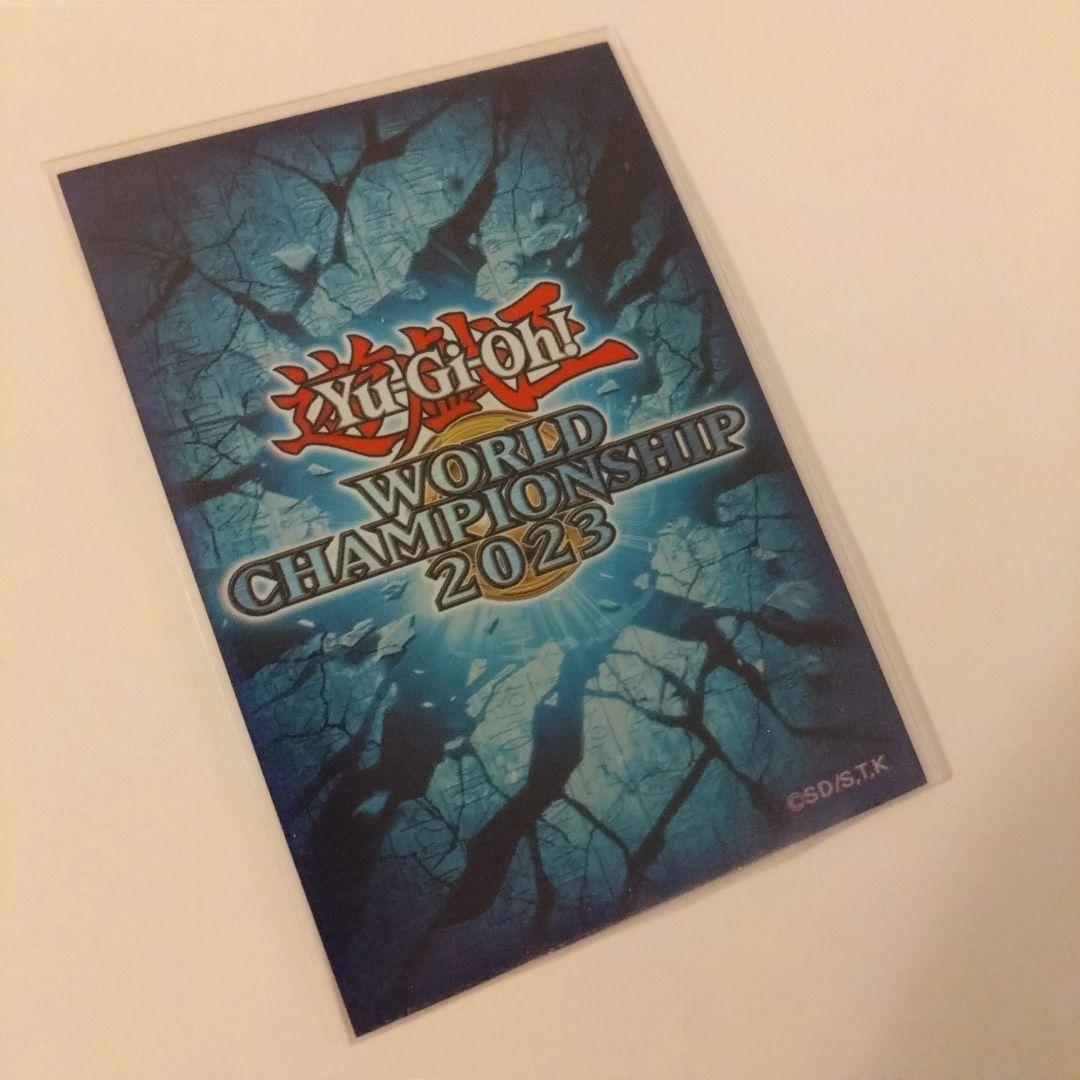 遊戯王
Yu-Gi-Oh!
WORLD
CHAMPIONSHIP
2023
©SD/S,T,K